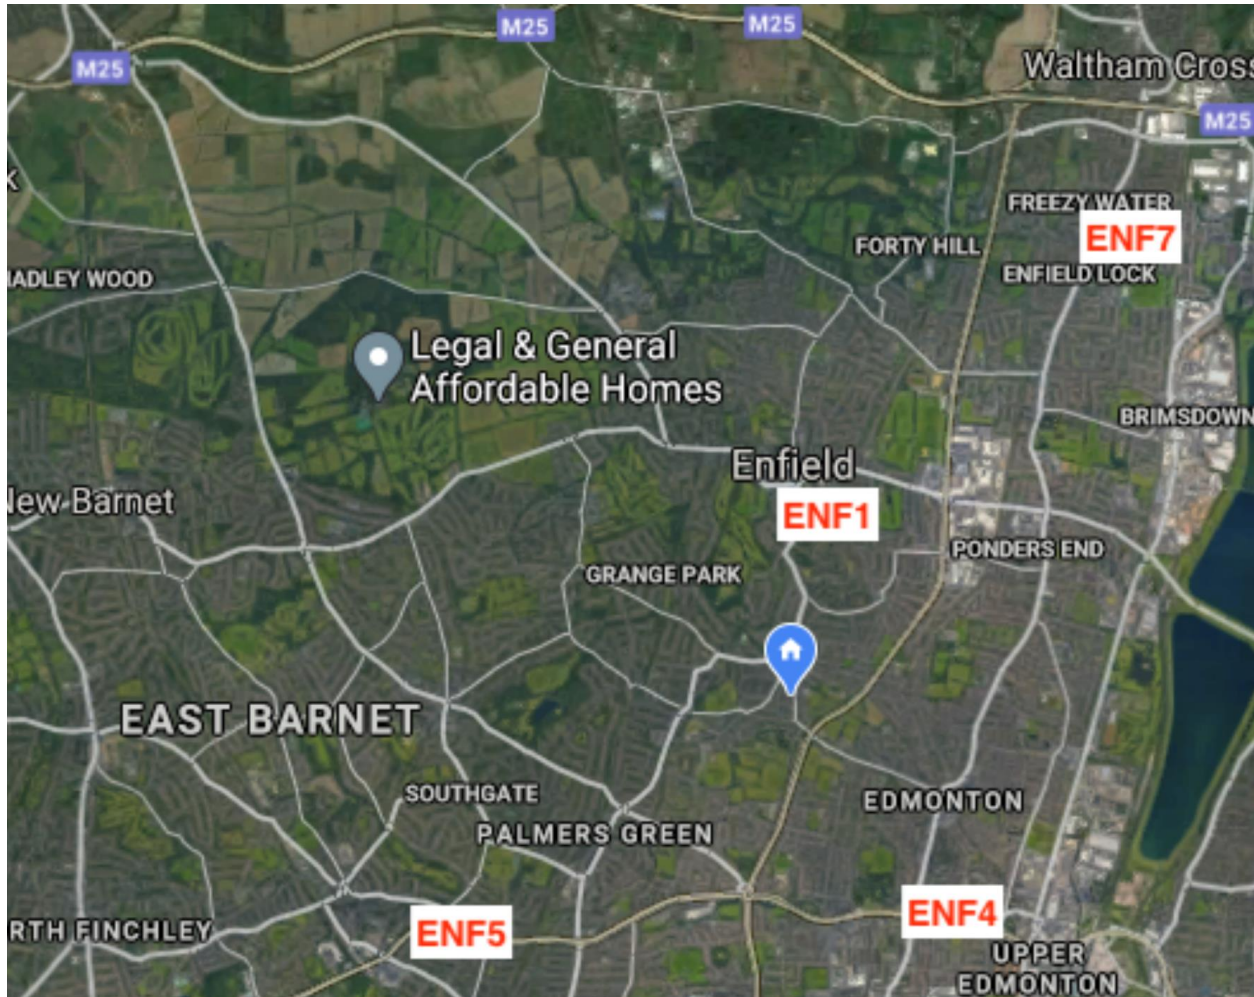 M25
M25
M25
Waltham Cross
M25
FREEZY WATER
ENF7
FORTY HILL
ENFIELD LOCK
HADLEY WOOD
Legal & General
Affordable Homes
BRIMSDOWN
Enfield
New Barnet
ENF1
PONDERS END
GRANGE PARK
EAST BARNET
SOUTHGATE
EDMONTON
PALMERS GREEN
ENF4
ENF5
RTH FINCHLEY
UPPER
EDMONTON